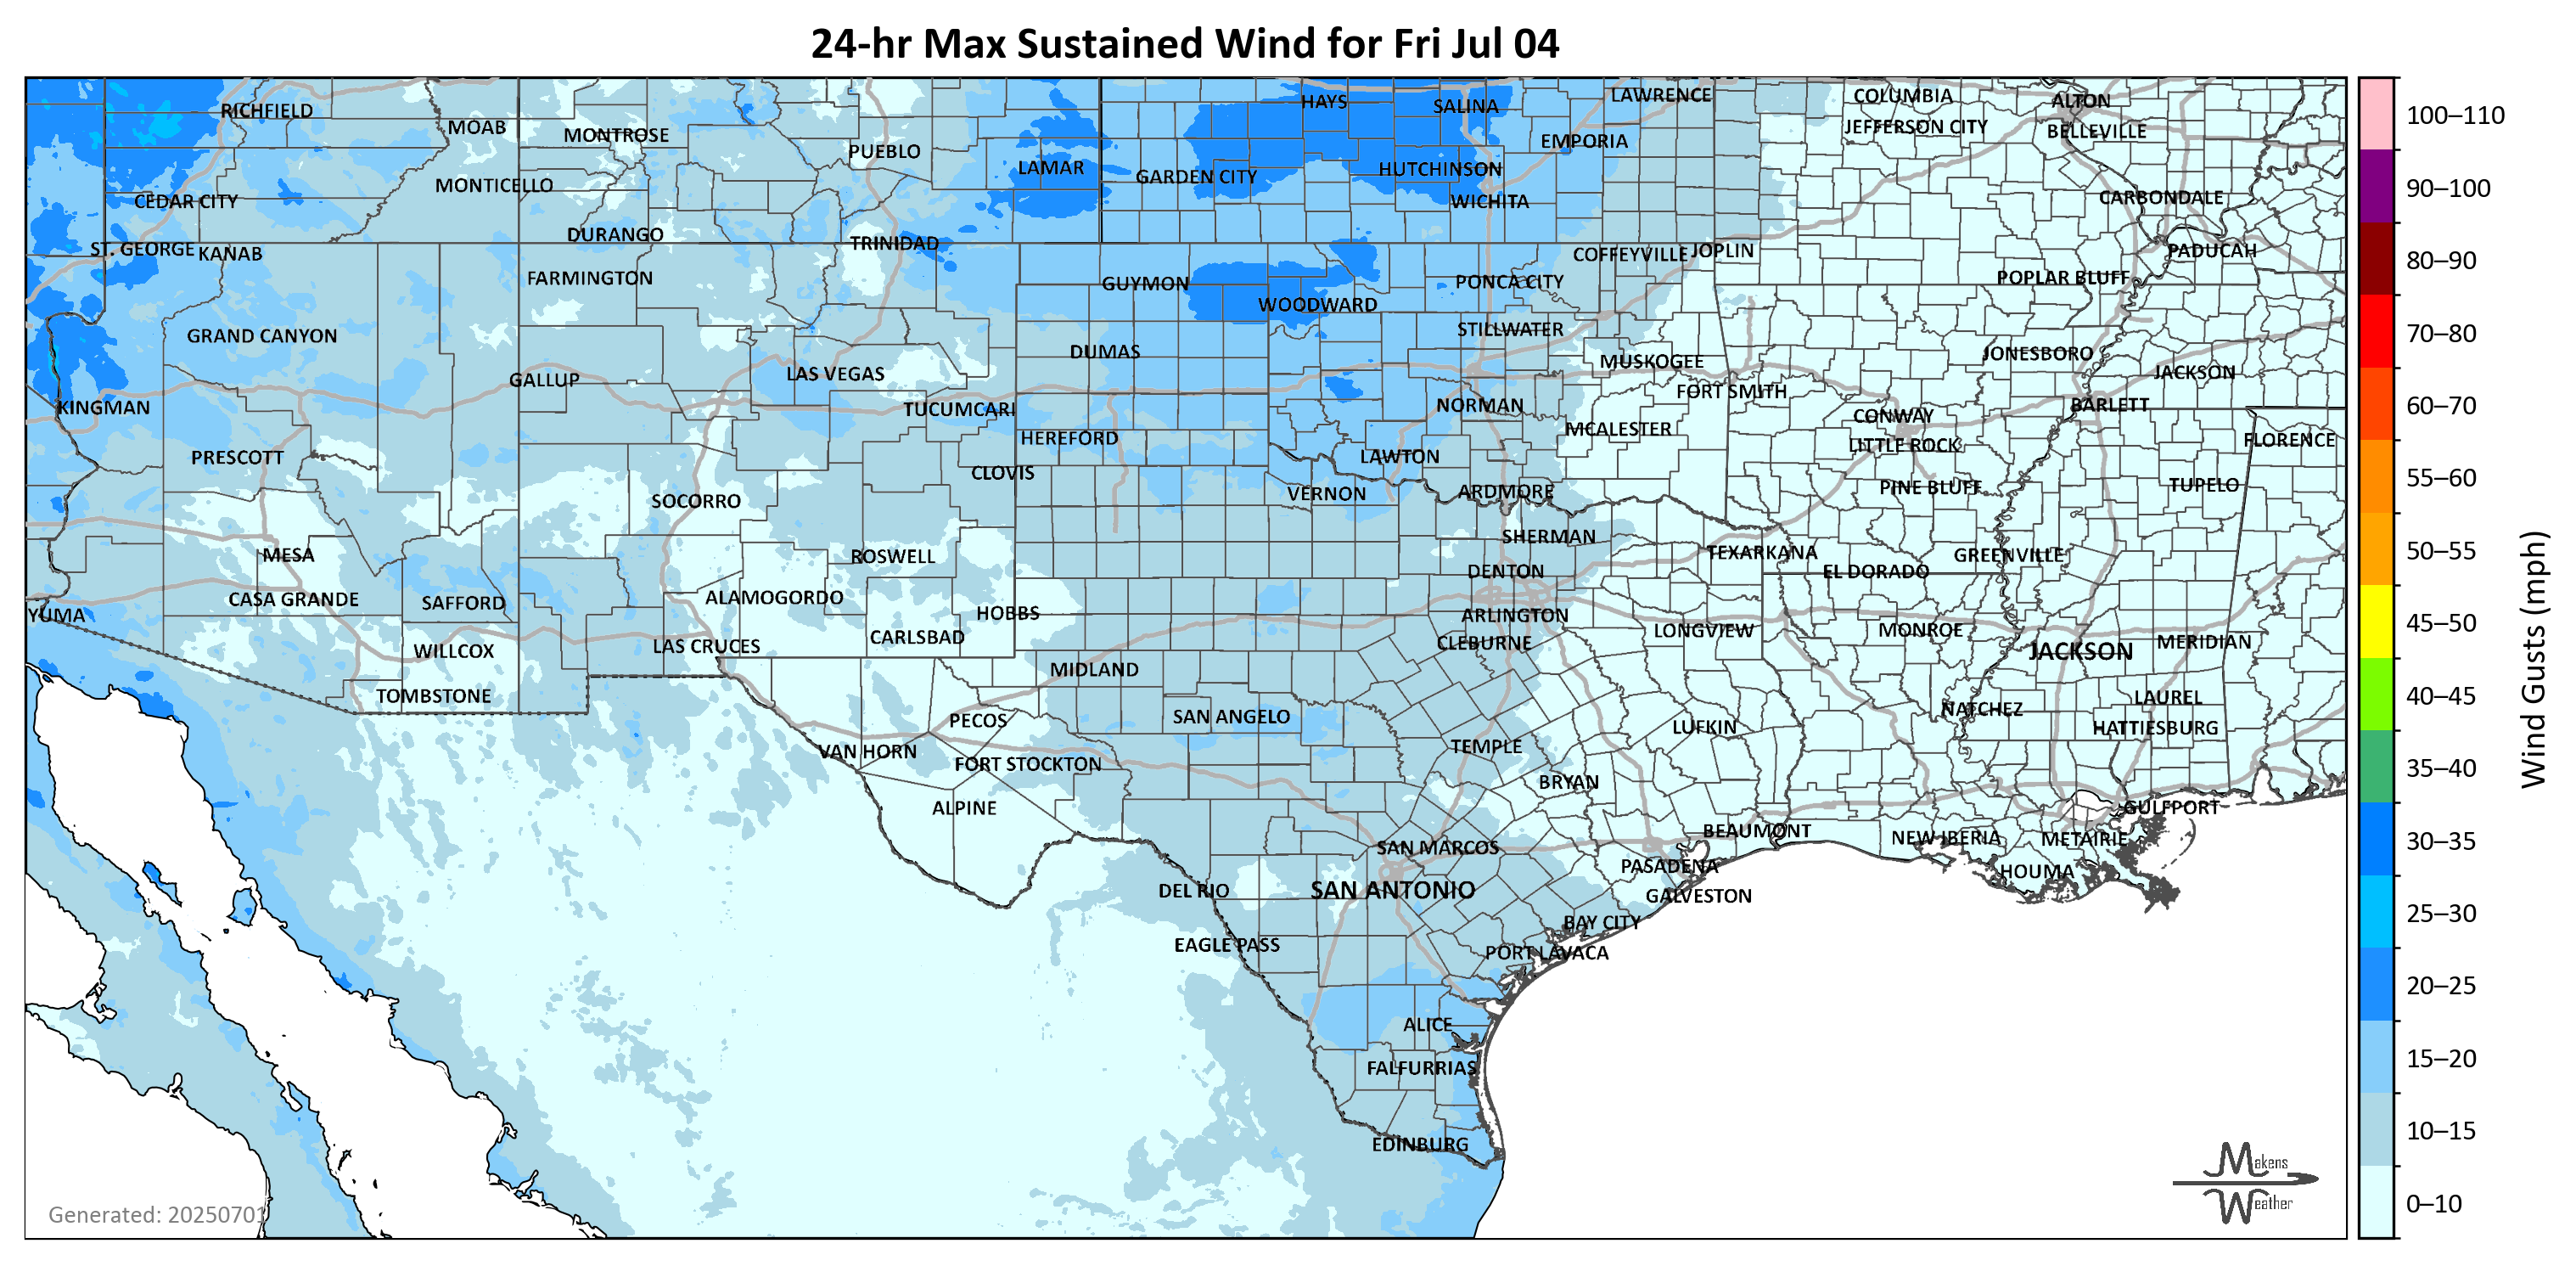 24-hr Max Sustained Wind for Fri Jul 04
RICHFIELD
MOAB
MONTROSE
PUEBLO
LAMAR
HAYS
SALINA
LAWRENCE
COLUMBIA
ALTON
JEFFERSON CITY
BELLEVILLE
EMPORIA
GARDEN CITY
HUTCHINSON
MONTICELLO
CEDAR CITY
WICHITA
CARBONDALE
DURANGO
TRINIDAD
ST. GEORGE
KANAB
COFFEYVILLE
JOPLIN
PADUCAH
FARMINGTON
GUYMON
PONCA CITY
POPLAR BLUFF
WOODWARD
GRAND CANYON
STILLWATER
DUMAS
MUSKOGEE
JONESBORO
GALLUP
LAS VEGAS
JACKSON
FORT SMITH
KINGMAN
TUCUMCARI
NORMAN
BARLETT
CONWAY
MCALESTER
HEREFORD
LITTLE ROCK
FLORENCE
PRESCOTT
LAWTON
CLOVIS
SOCORRO
VERNON
ARDMORE
PINE BLUFF
TUPELO
SHERMAN
MESA
ROSWELL
TEXARKANA
GREENVILLE
DENTON
EL DORADO
CASA GRANDE
SAFFORD
ALAMOGORDO
HOBBS
ARLINGTON
YUMA
CARLSBAD
LONGVIEW
MONROE
WILLCOX
LAS CRUCES
CLEBURNE
JACKSON
MERIDIAN
MIDLAND
TOMBSTONE
LAUREL
PECOS
SAN ANGELO
NATCHEZ
LUFKIN
HATTIESBURG
VAN HORN
FORT STOCKTON
TEMPLE
BRYAN
ALPINE
GULFPORT
BEAUMONT
NEW IBERIA
METAIRIE
SAN MARCOS
PASADENA
HOUMA
DEL RIO
SAN ANTONIO
GALVESTON
BAY CITY
EAGLE PASS
PORT LAVACA
ALICE
FALFURRIAS
EDINBURG
Generated: 20250701
Makens
Weather
100–110
90–100
80–90
70–80
60–70
55–60
50–55
45–50
40–45
35–40
30–35
25–30
20–25
15–20
10–15
0–10
Wind Gusts (mph)